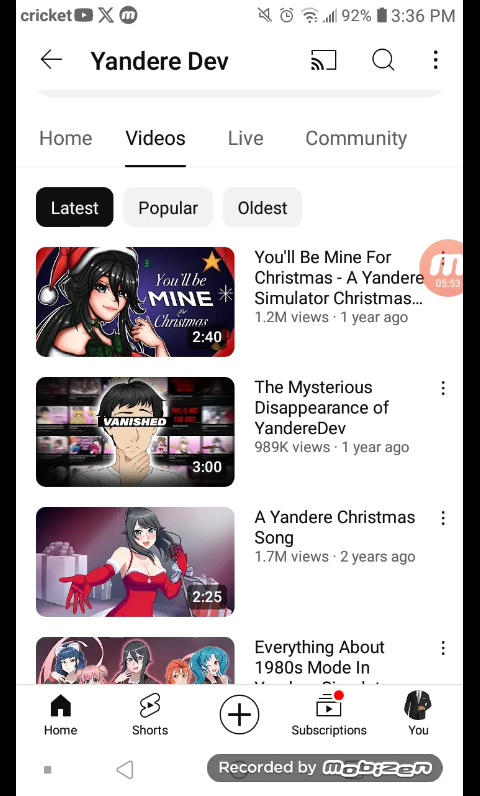 cricket 92% 3:36 PM
Yandere Dev
Home Videos Live Community
Latest Popular Oldest
You'll be
MINE
for
Christmas
2:40
You'll Be Mine For
Christmas - A Yandere
Simulator Christmas...
1.2M views · 1 year ago
05:53
VANISHED
THIS IS NOT
3:00
The Mysterious
Disappearance of
YandereDev
989K views · 1 year ago
2:25
A Yandere Christmas
Song
1.7M views · 2 years ago
Everything About
1980s Mode In
Home Shorts Subscriptions You
Recorded by mobizen